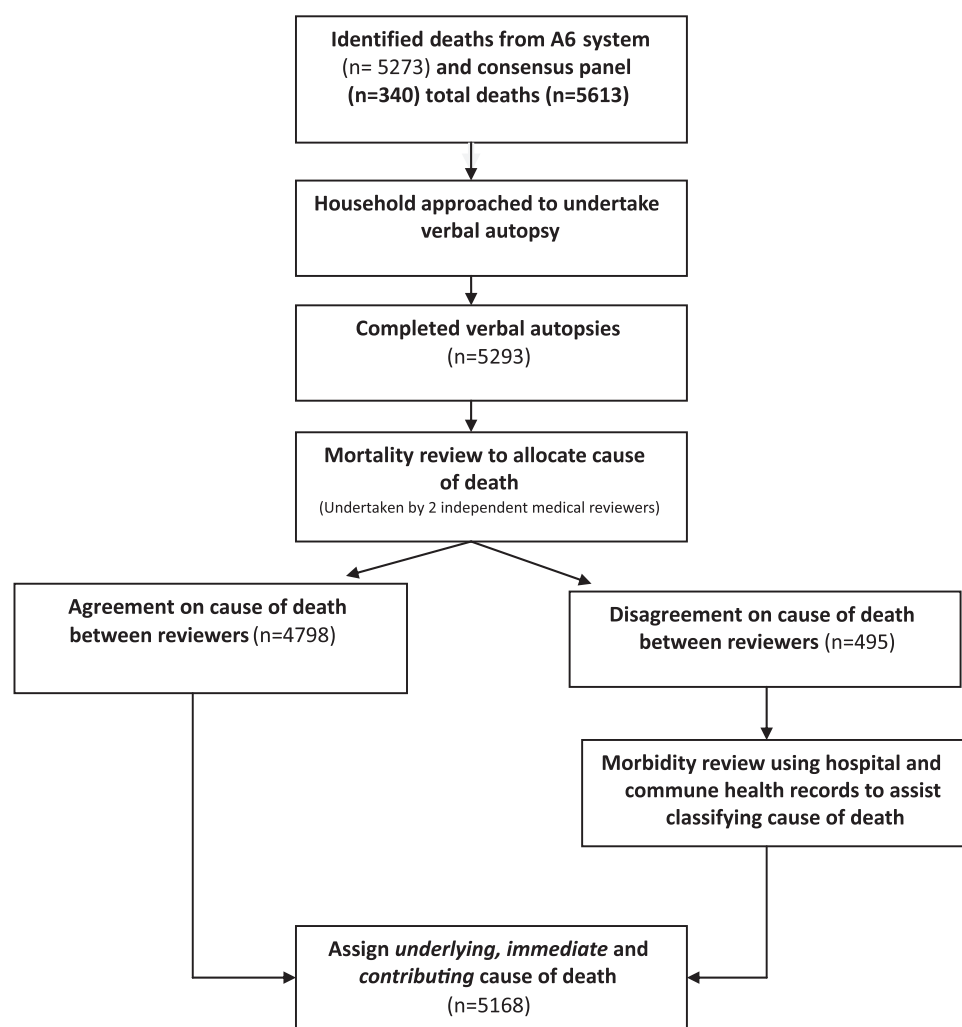 Identified deaths from A6 system
(n= 5273) and consensus panel
(n=340) total deaths (n=5613)
Household approached to undertake
verbal autopsy
Completed verbal autopsies
(n=5293)
Mortality review to allocate cause
of death
(Undertaken by 2 independent medical reviewers)
Agreement on cause of death
between reviewers (n=4798)
Disagreement on cause of death
between reviewers (n=495)
Morbidity review using hospital and
commune health records to assist
classifying cause of death
Assign underlying, immediate and
contributing cause of death
(n=5168)